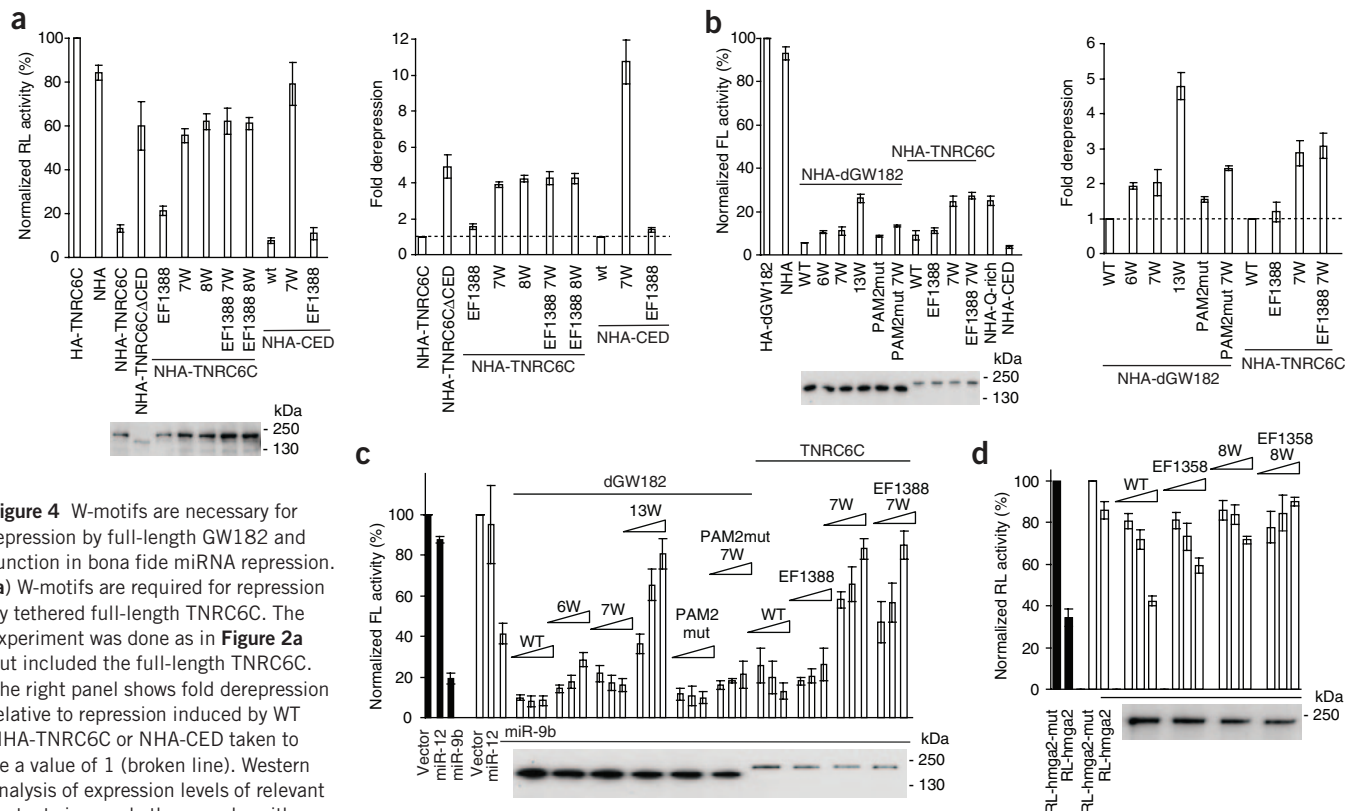 a
Normalized RL activity (%)
100
80
60
40
20
0
HA-TNRC6C
NHA
NHA-TNRC6C
NHA-TNRC6CΔCED
EF1388
7W
8W
EF1388 7W
EF1388 8W
wt
7W
EF1388
NHA-CED
NHA-TNRC6C
kDa
- 250
- 130
Fold derepression
12
10
8
6
4
2
0
NHA-TNRC6C
NHA-TNRC6CΔCED
EF1388
7W
8W
EF1388 7W
EF1388 8W
wt
7W
EF1388
NHA-TNRC6C
NHA-CED
b
Normalized FL activity (%)
100
80
60
40
20
0
NHA-TNRC6C
NHA-dGW182
HA-dGW182
NHA
WT
6W
7W
13W
PAM2mut
PAM2mut 7W
WT
EF1388
7W
EF1388 7W
NHA-Q-rich
NHA-CED
kDa
- 250
- 130
Fold derepression
6
5
4
3
2
1
0
WT
6W
7W
13W
PAM2mut
PAM2mut 7W
WT
EF1388
7W
EF1388 7W
NHA-dGW182
NHA-TNRC6C
igure 4 W-motifs are necessary for
epression by full-length GW182 and
unction in bona fide miRNA repression.
a) W-motifs are required for repression
y tethered full-length TNRC6C. The
xperiment was done as in Figure 2a
ut included the full-length TNRC6C.
he right panel shows fold derepression
elative to repression induced by WT
HA-TNRC6C or NHA-CED taken to
e a value of 1 (broken line). Western
nalysis of expression levels of relevant
c
Normalized FL activity (%)
100
80
60
40
20
0
dGW182
TNRC6C
WT
6W
7W
13W
PAM2
mut
PAM2mut
7W
WT
EF1388
7W
EF1388
7W
Vector
miR-12
miR-9b
Vector
miR-12
miR-9b
kDa
- 250
- 130
d
Normalized RL activity (%)
100
80
60
40
20
0
WT
EF1358
8W
EF1358
8W
RL-hmga2-mut
RL-hmga2
RL-hmga2-mut
RL-hmga2
kDa
- 250